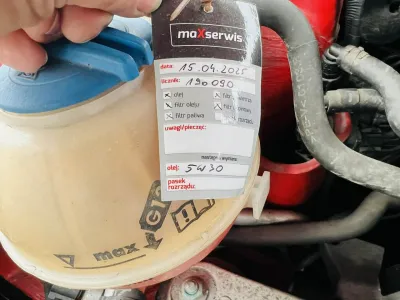 maxserwis
data: 15.04.2025
licznik: 190090
olej
filtr oleju
filtr paliwa
uwagi/pieczęć:
olej: 5W30
pasek
rozrządu:
max